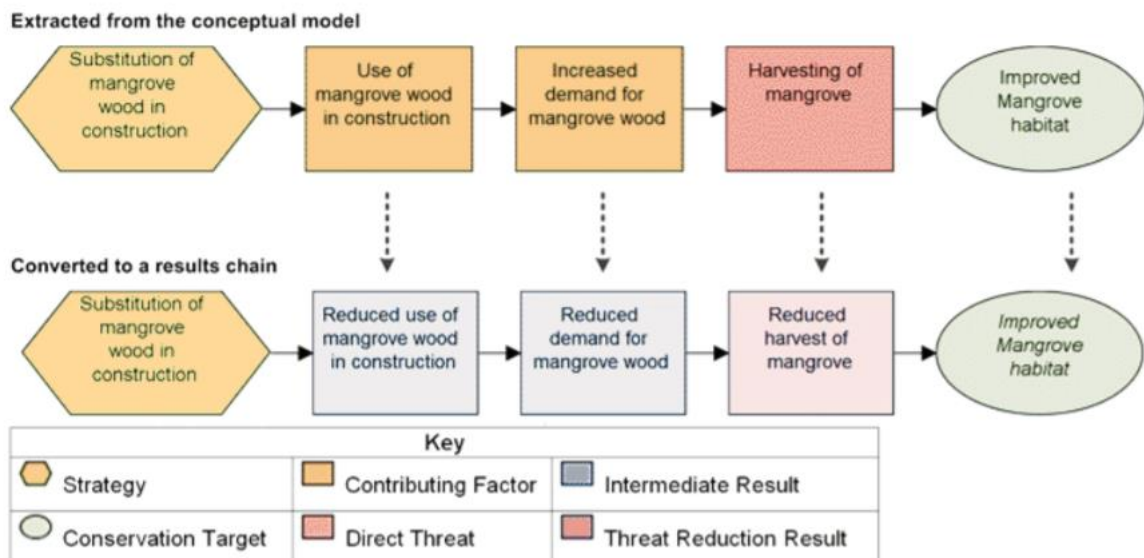 Extracted from the conceptual model
Substitution of
mangrove
wood in
construction
Use of
mangrove wood
in construction
Increased
demand for
mangrove wood
Harvesting of
mangrove
Improved
Mangrove
habitat
Converted to a results chain
Substitution of
mangrove
wood in
construction
Reduced use of
mangrove wood
in construction
Reduced
demand for
mangrove wood
Reduced
harvest of
mangrove
Improved
Mangrove
habitat
Key
Strategy
Contributing Factor
Intermediate Result
Conservation Target
Direct Threat
Threat Reduction Result